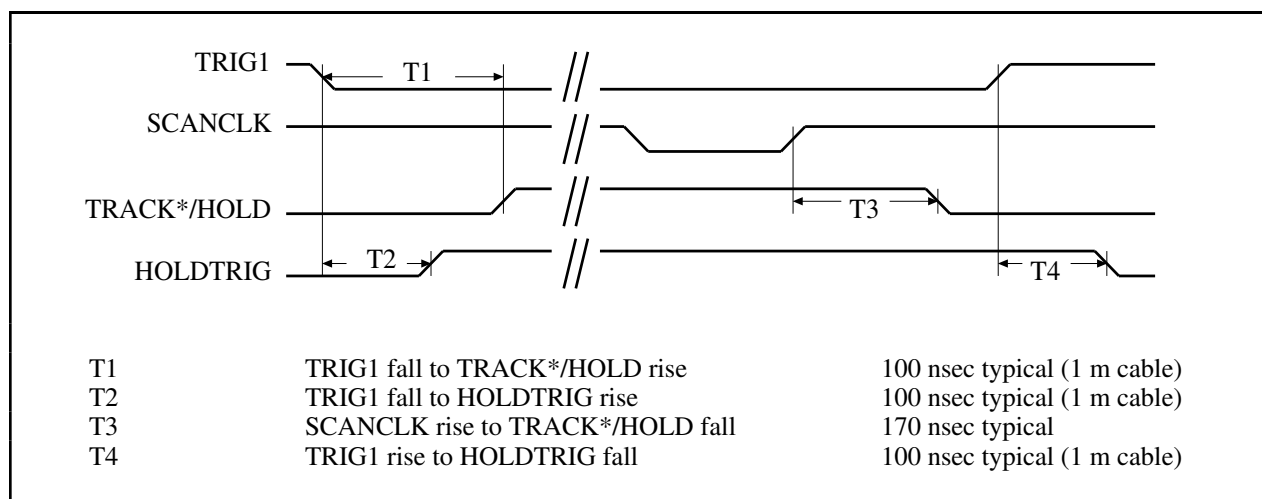 TRIG1
T1
SCANCLK
TRACK*/HOLD
T3
HOLDTRIG
T2
T4
T1 TRIG1 fall to TRACK*/HOLD rise 100 nsec typical (1 m cable)
T2 TRIG1 fall to HOLDTRIG rise 100 nsec typical (1 m cable)
T3 SCANCLK rise to TRACK*/HOLD fall 170 nsec typical
T4 TRIG1 rise to HOLDTRIG fall 100 nsec typical (1 m cable)